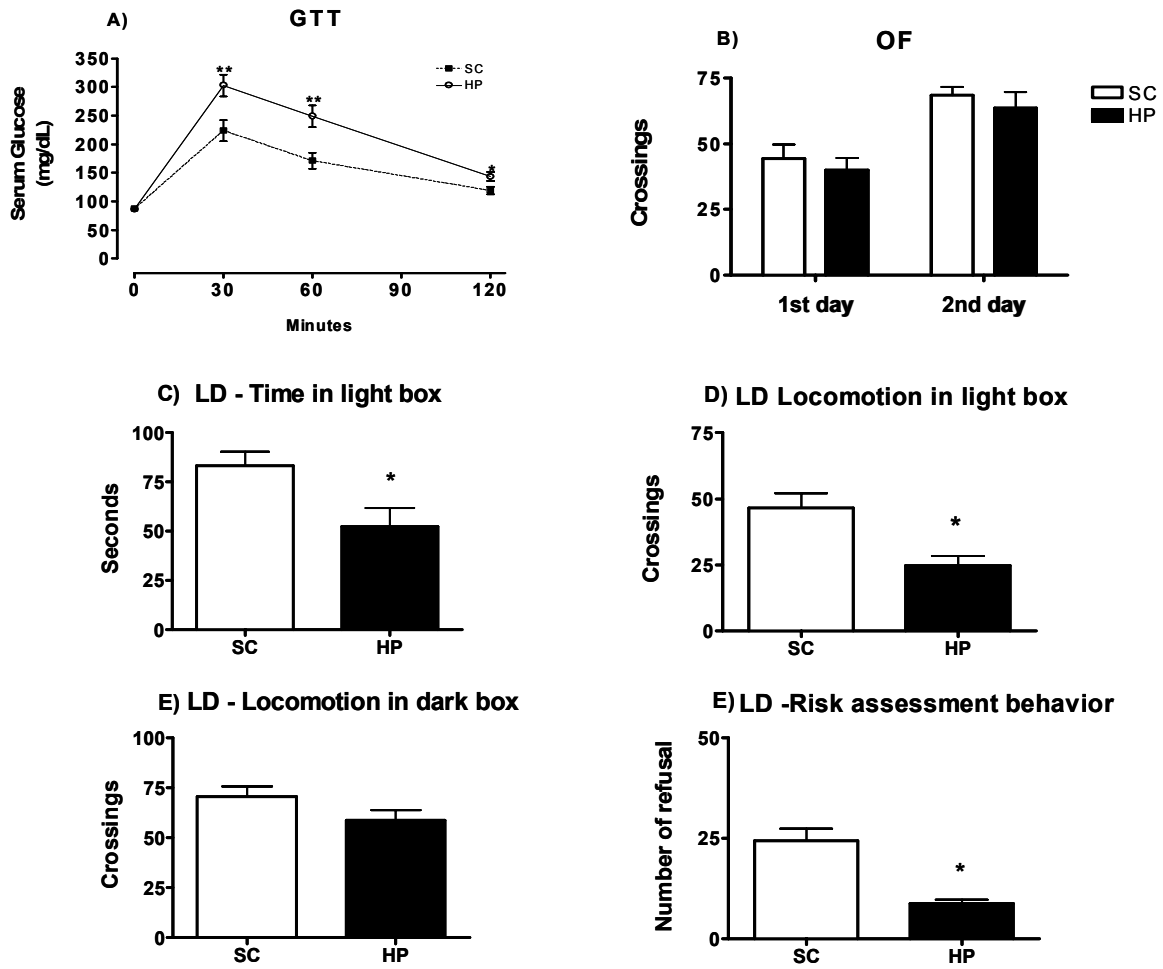 A) GTT
350
300
250
200
150
100
50
0
Serum Glucose
(mg/dL)
** ** *
SC
HP
0 30 60 90 120
Minutes
B) OF
75
50
25
0
Crossings
SC
HP
1st day 2nd day
C) LD - Time in light box
100
75
50
25
0
Seconds
*
SC HP
D) LD Locomotion in light box
75
50
25
0
Crossings
*
SC HP
E) LD - Locomotion in dark box
100
75
50
25
0
Crossings
SC HP
E) LD -Risk assessment behavior
50
25
0
Number of refusal
*
SC HP